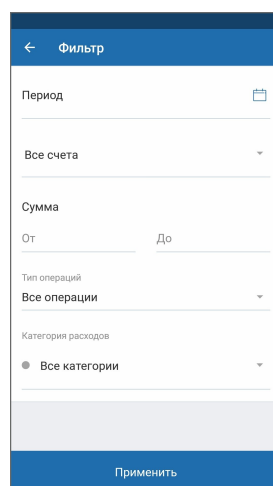 Фильтр
Период
Все счета
Сумма
От До
Тип операций
Все операции
Категория расходов
Все категории
Применить